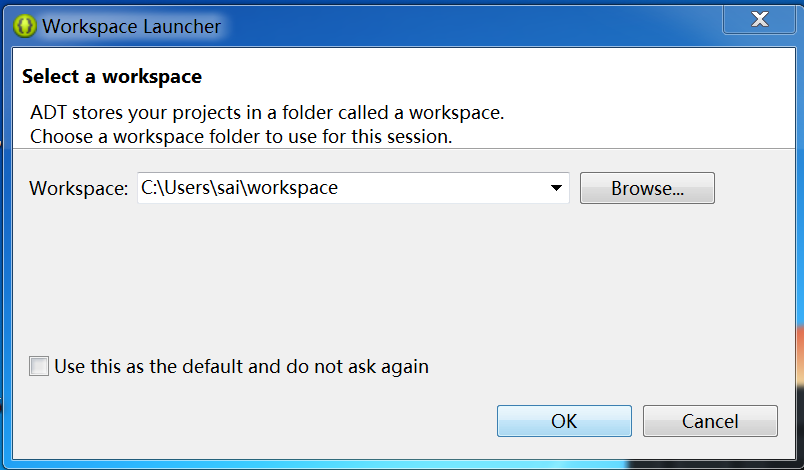 Workspace Launcher
Select a workspace
ADT stores your projects in a folder called a workspace.
Choose a workspace folder to use for this session.
Workspace: C:\Users\sai\workspace Browse...
Use this as the default and do not ask again
OK Cancel